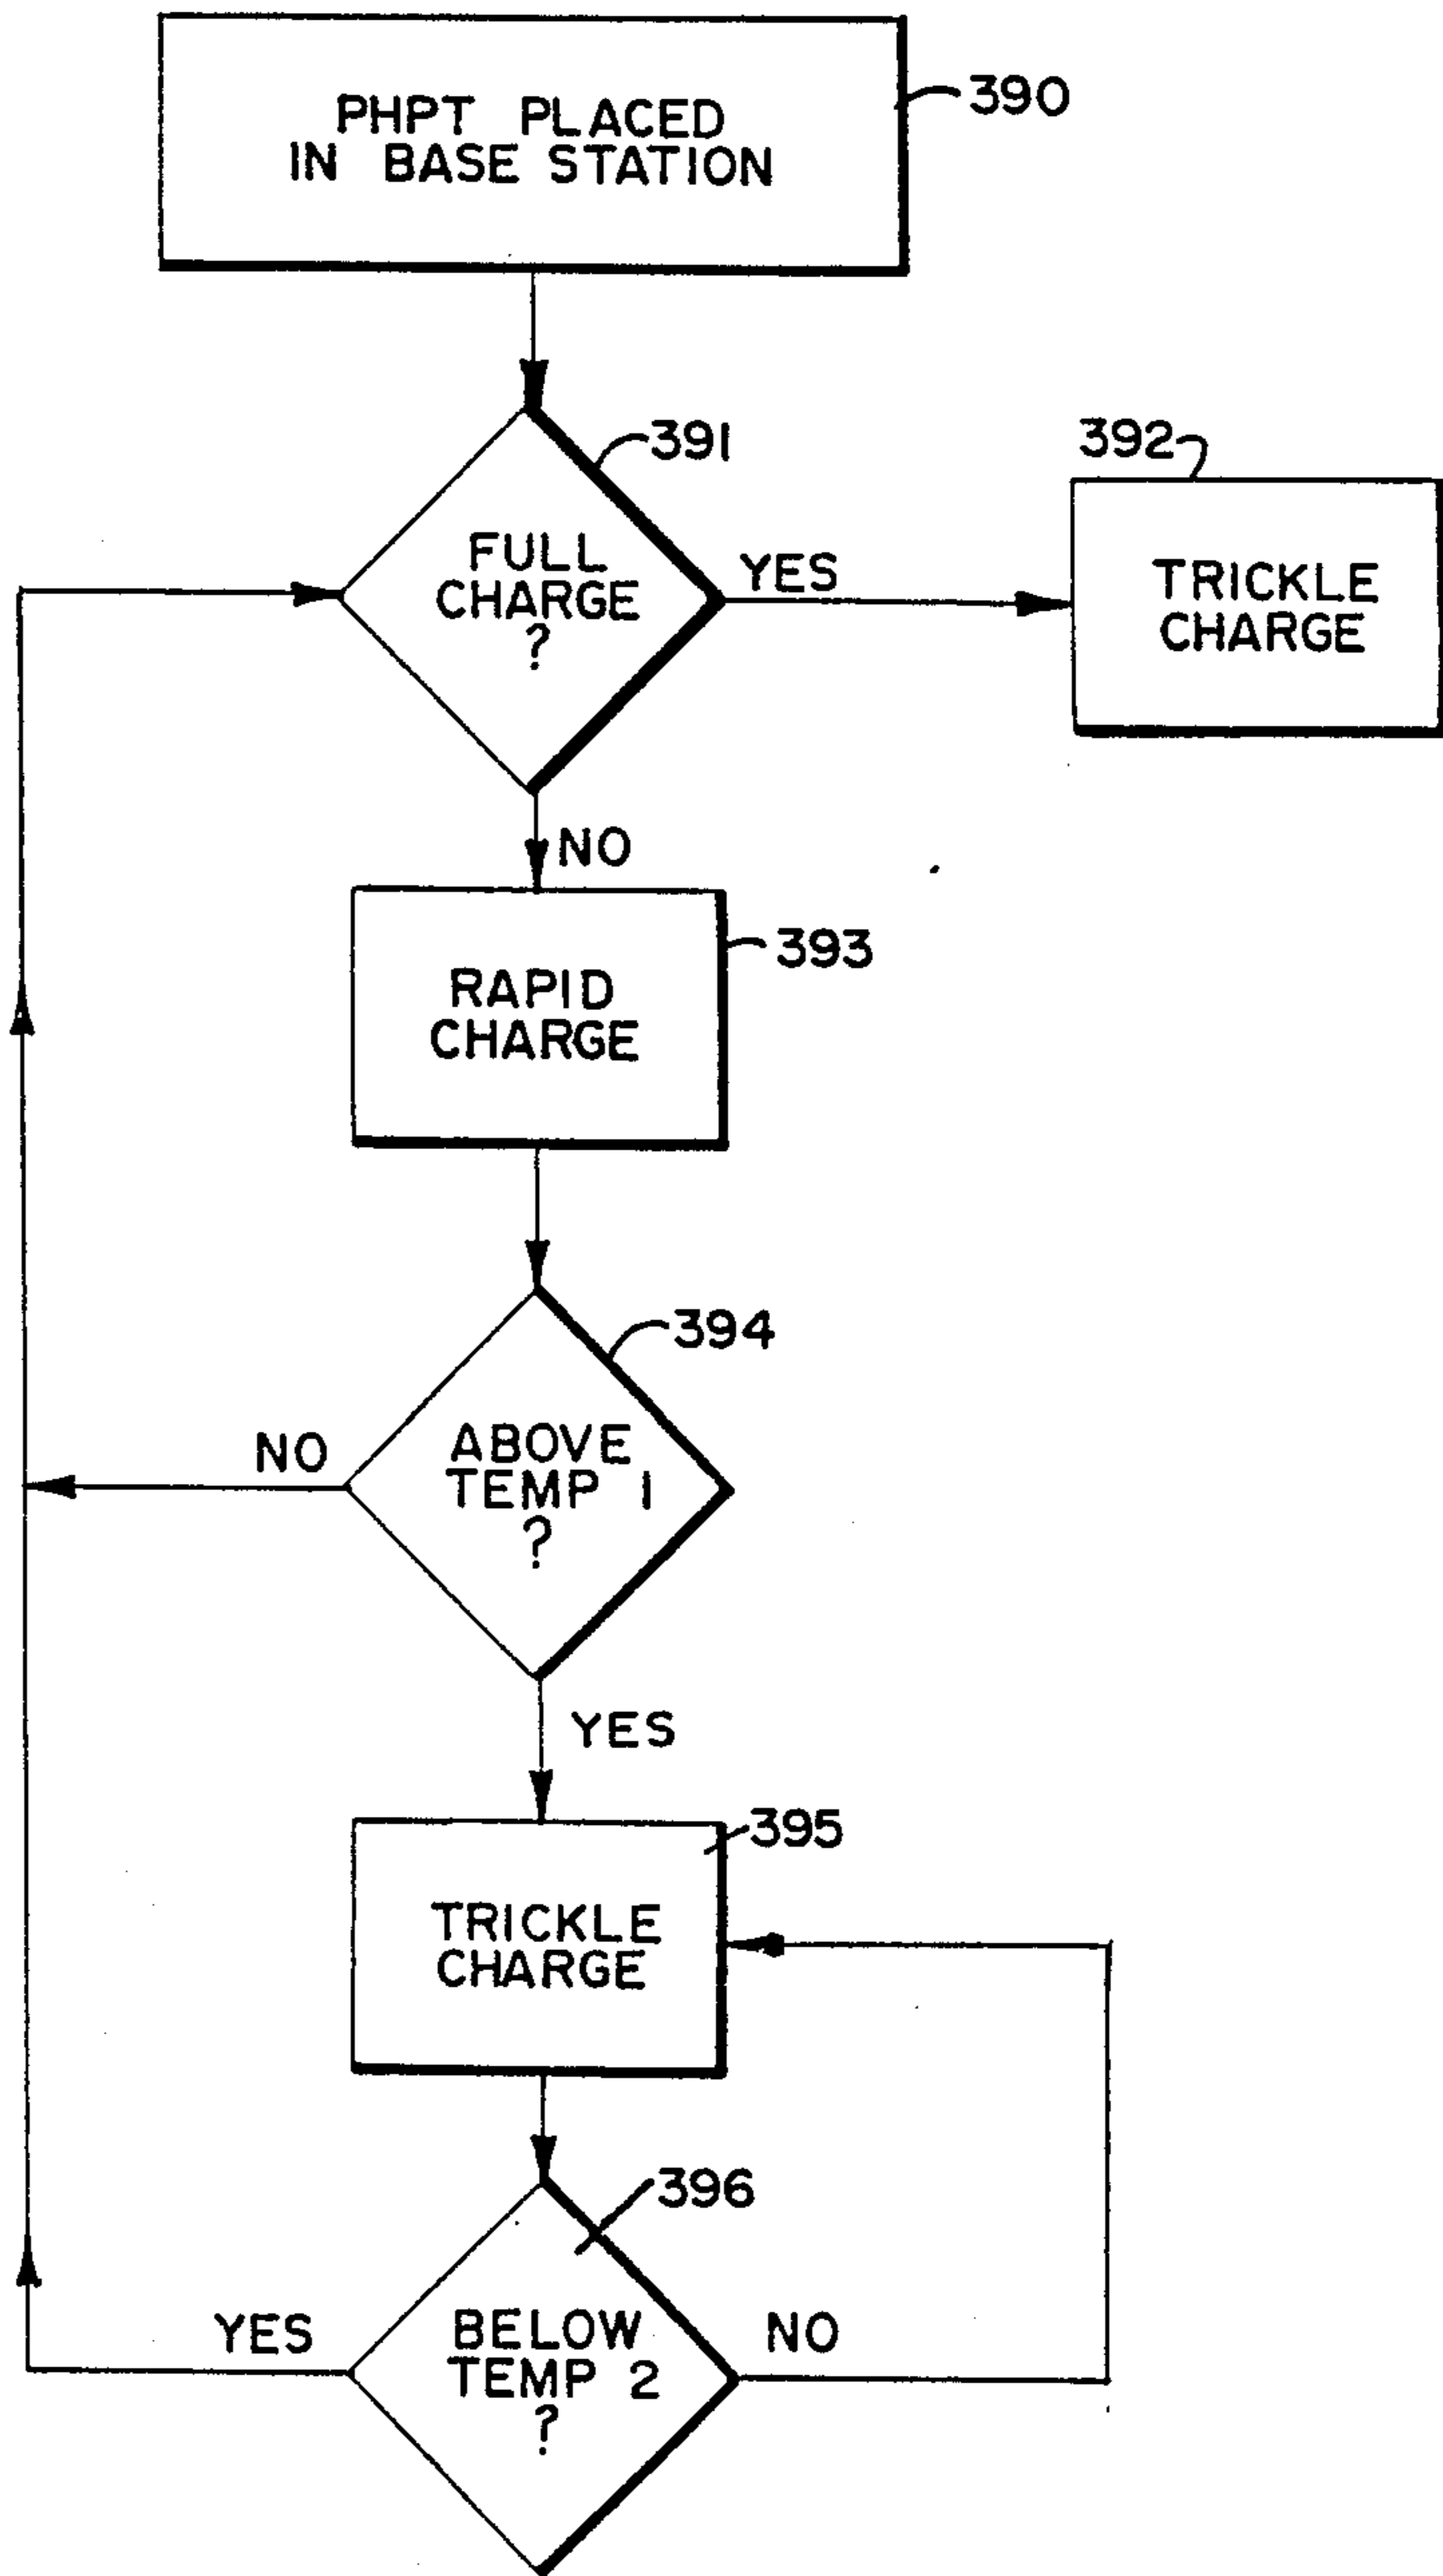 PHPT PLACED
IN BASE STATION
390
391
FULL
CHARGE
?
YES
392
TRICKLE
CHARGE
NO
RAPID
CHARGE
393
394
ABOVE
TEMP 1
?
NO
YES
395
TRICKLE
CHARGE
396
BELOW
TEMP 2
?
YES
NO